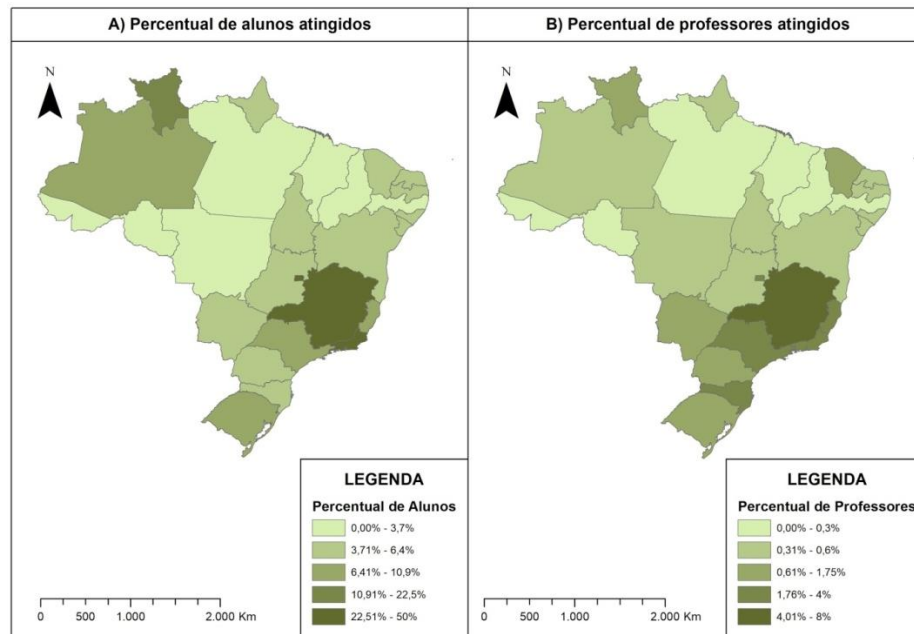 A) Percentual de alunos atingidos
N
LEGENDA
Percentual de Alunos
0,00% - 3,7%
3,71% - 6,4%
6,41% - 10,9%
10,91% - 22,5%
22,51% - 50%
0 500 1.000 2.000 Km
B) Percentual de professores atingidos
N
LEGENDA
Percentual de Professores
0,00% - 0,3%
0,31% - 0,6%
0,61% - 1,75%
1,76% - 4%
4,01% - 8%
0 500 1.000 2.000 Km